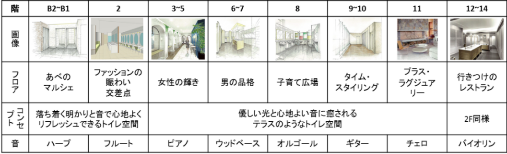 階 B2~B1 2 3~5 6~7 8 9~10 11 12~14
画像
フロア あべの マルシェ ファッションの 賑わい 交差点 女性の輝き 男の品格 子育て広場 タイム・ スタイリング プラス・ ラグジュア リー 行きつけの レストラン
コンセプト 落ち着く明かりと音で心地よく リフレッシュできるトイレ空間 優しい光と心地よい音に癒される テラスのようなトイレ空間 2F同様
音 ハープ フルート ピアノ ウッドベース オルゴール ギター チェロ バイオリン